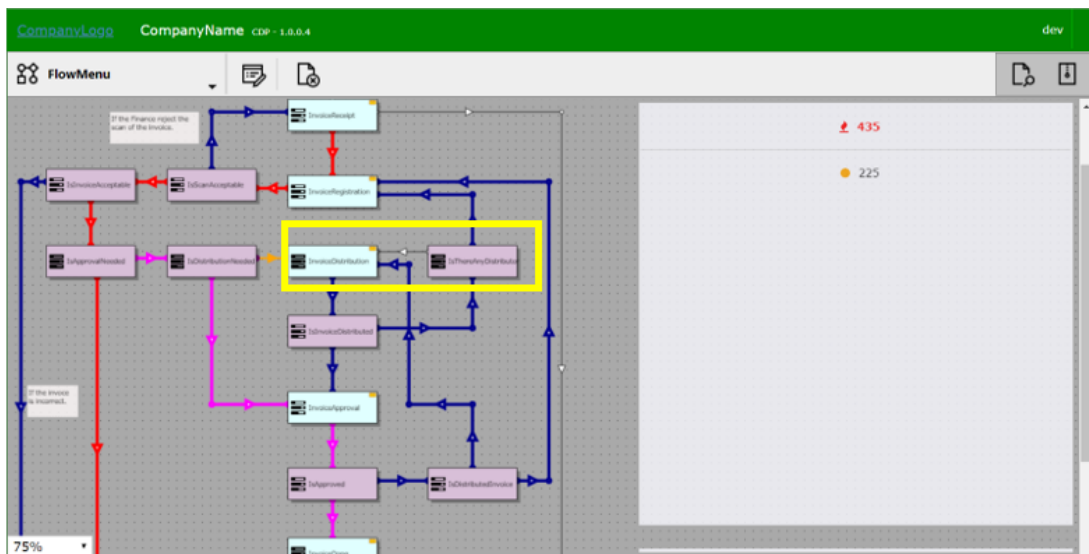 CompanyLogo CompanyName CDP - 1.0.0.4 dev
FlowMenu
If the Finance reject the
scan of the invoice.
InvoiceReceipt
435
225
IsInvoiceAcceptable
IsScanAcceptable
InvoiceRegistration
IsApprovalNeeded
IsDistributionNeeded
InvoiceDistribution
IsThereAnyDistributor
IsInvoiceDistributed
If the invoice
is incorrect.
InvoiceApproval
IsApproved
IsDistributedInvoice
InvoiceDone
75%